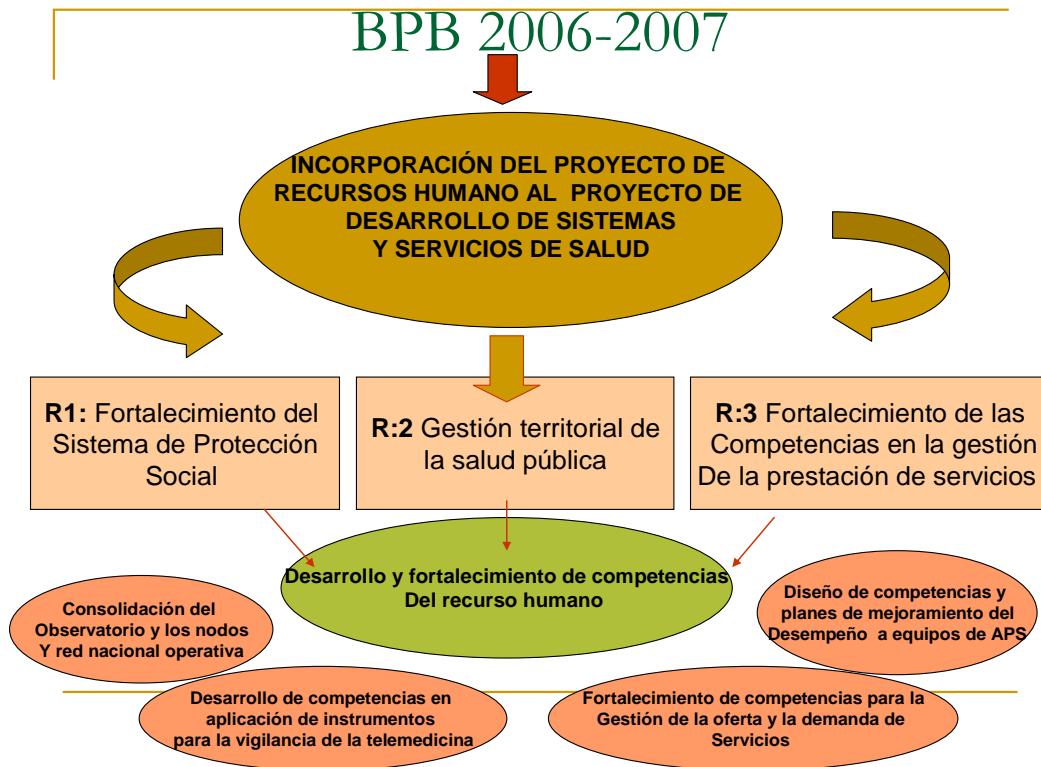 BPB 2006-2007
INCORPORACIÓN DEL PROYECTO DE
RECURSOS HUMANO AL PROYECTO DE
DESARROLLO DE SISTEMAS
Y SERVICIOS DE SALUD
R1: Fortalecimiento del
Sistema de Protección
Social
R:2 Gestión territorial de
la salud pública
R:3 Fortalecimiento de las
Competencias en la gestión
De la prestación de servicios
Desarrollo y fortalecimiento de competencias
Del recurso humano
Consolidación del
Observatorio y los nodos
Y red nacional operativa
Diseño de competencias y
planes de mejoramiento del
Desempeño a equipos de APS
Desarrollo de competencias en
aplicación de instrumentos
para la vigilancia de la telemedicina
Fortalecimiento de competencias para la
Gestión de la oferta y la demanda de
Servicios